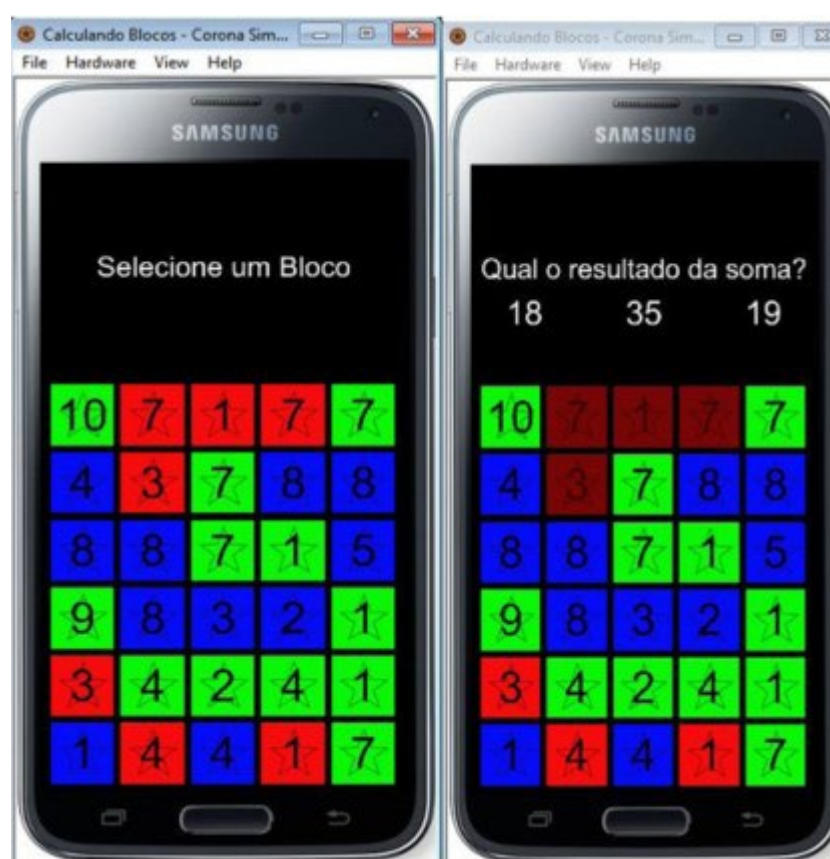 Calculando Blocos - Corona Sim...
File Hardware View Help
SAMSUNG
Selecione um Bloco
10 7 1 7 7
4 3 7 8 8
8 8 7 1 5
9 8 3 2 1
3 4 2 4 1
1 4 4 1 7
Calculando Blocos - Corona Sim...
File Hardware View Help
SAMSUNG
Qual o resultado da soma?
18 35 19
10 7 1 7 7
4 3 7 8 8
8 8 7 1 5
9 8 3 2 1
3 4 2 4 1
1 4 4 1 7